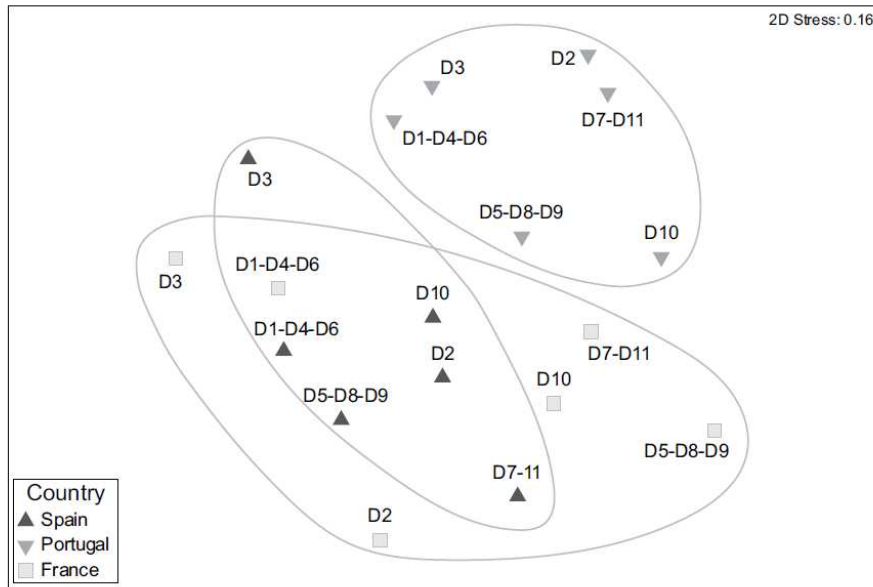 2D Stress: 0.16
D3
D2
D7-D11
D1-D4-D6
D3
D5-D8-D9
D10
D3
D1-D4-D6
D10
D1-D4-D6
D2
D7-D11
D10
D5-D8-D9
D5-D8-D9
D7-11
D2
Country
Spain
Portugal
France